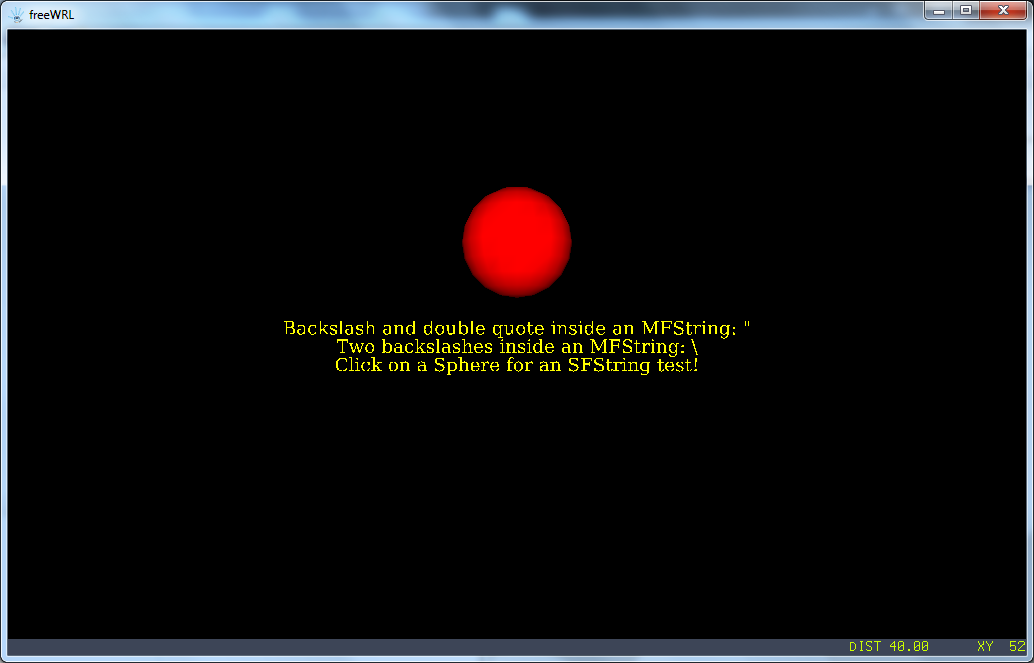 freeWRL
Backslash and double quote inside an MFString: "
Two backslashes inside an MFString: \
Click on a Sphere for an SFString test!
DIST 40.00 XY 52